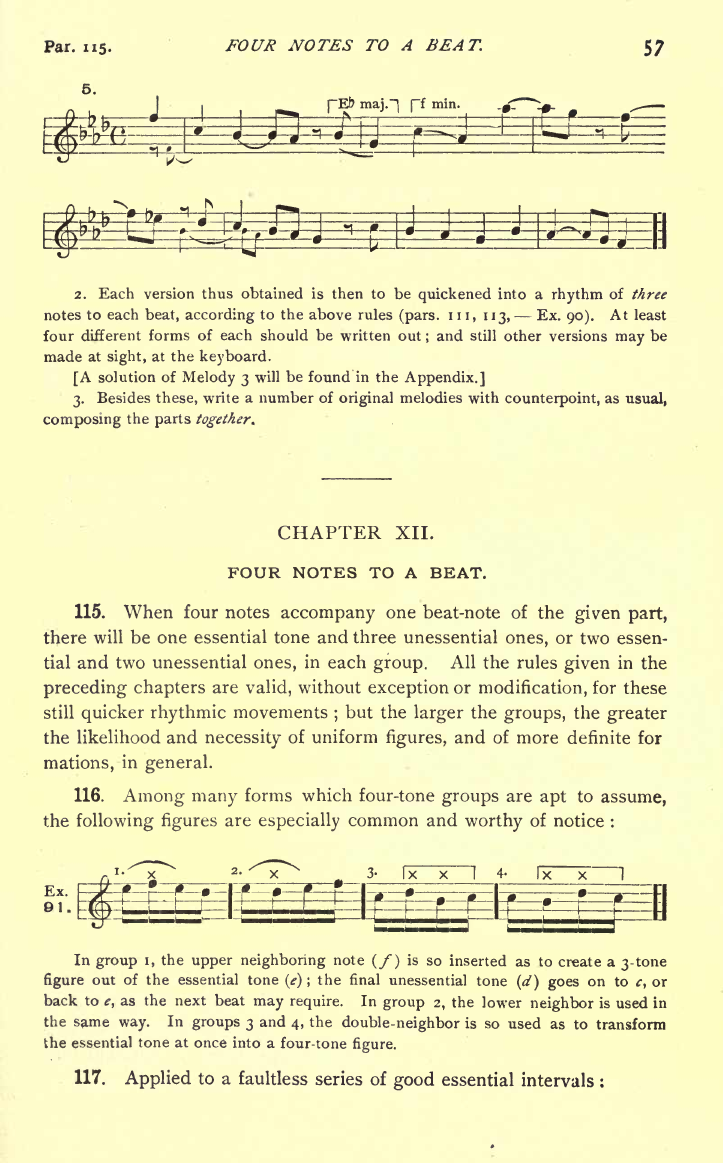 Par. 115. FOUR NOTES TO A BEAT. 57
5.
E♭ maj. f min.
2. Each version thus obtained is then to be quickened into a rhythm of three
notes to each beat, according to the above rules (pars. 111, 113, — Ex. 90). At least
four different forms of each should be written out; and still other versions may be
made at sight, at the keyboard.
[A solution of Melody 3 will be found in the Appendix.]
3. Besides these, write a number of original melodies with counterpoint, as usual,
composing the parts together.
CHAPTER XII.
FOUR NOTES TO A BEAT.
115. When four notes accompany one beat-note of the given part,
there will be one essential tone and three unessential ones, or two essen-
tial and two unessential ones, in each group. All the rules given in the
preceding chapters are valid, without exception or modification, for these
still quicker rhythmic movements ; but the larger the groups, the greater
the likelihood and necessity of uniform figures, and of more definite for
mations, in general.
116. Among many forms which four-tone groups are apt to assume,
the following figures are especially common and worthy of notice :
1. x 2. x 3. x x 4. x x
Ex.
91.
In group 1, the upper neighboring note (f) is so inserted as to create a 3-tone
figure out of the essential tone (e) ; the final unessential tone (d) goes on to c, or
back to e, as the next beat may require. In group 2, the lower neighbor is used in
the same way. In groups 3 and 4, the double-neighbor is so used as to transform
the essential tone at once into a four-tone figure.
117. Applied to a faultless series of good essential intervals :